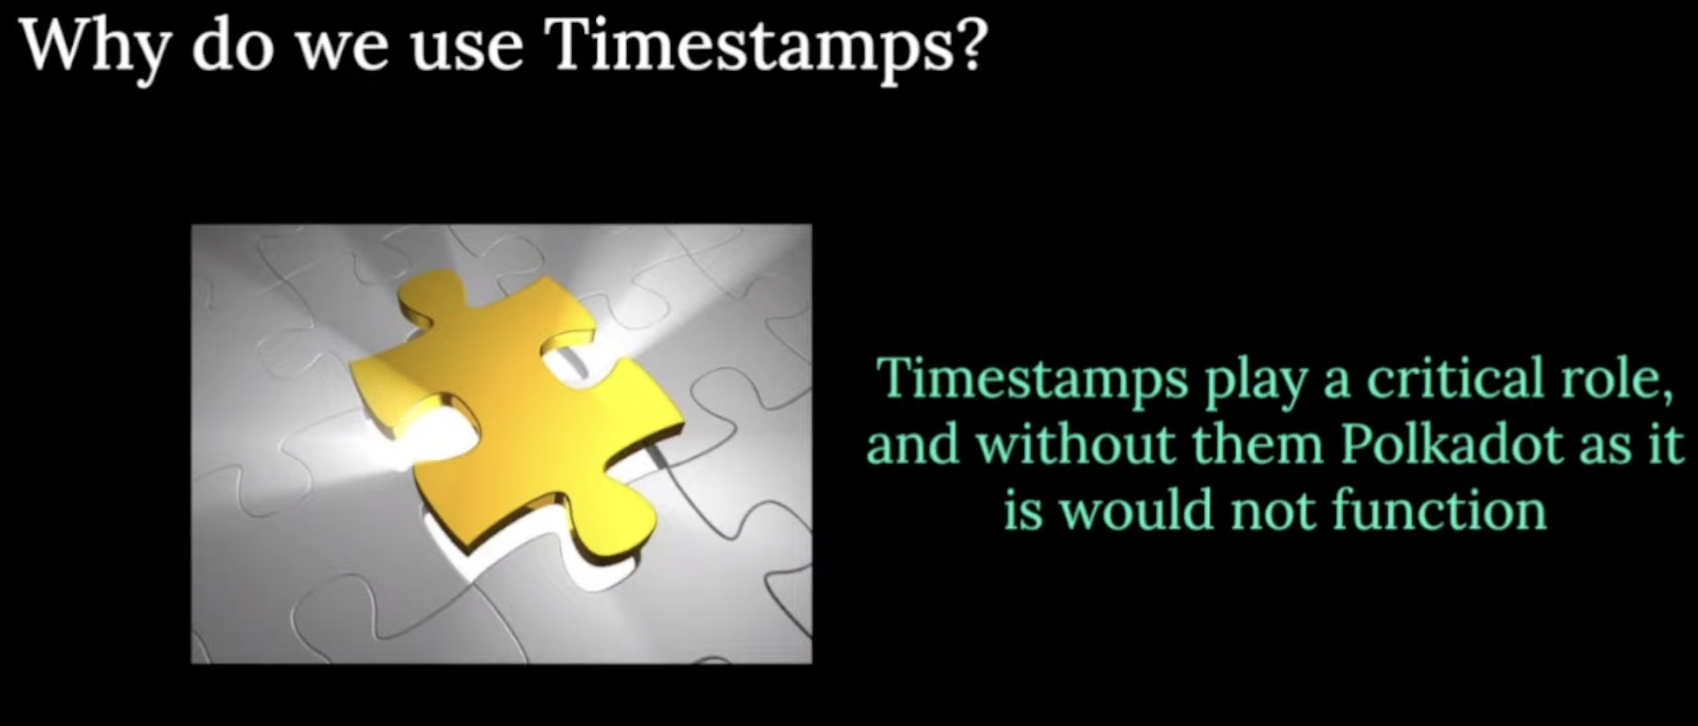 Why do we use Timestamps?
Timestamps play a critical role,
and without them Polkadot as it
is would not function